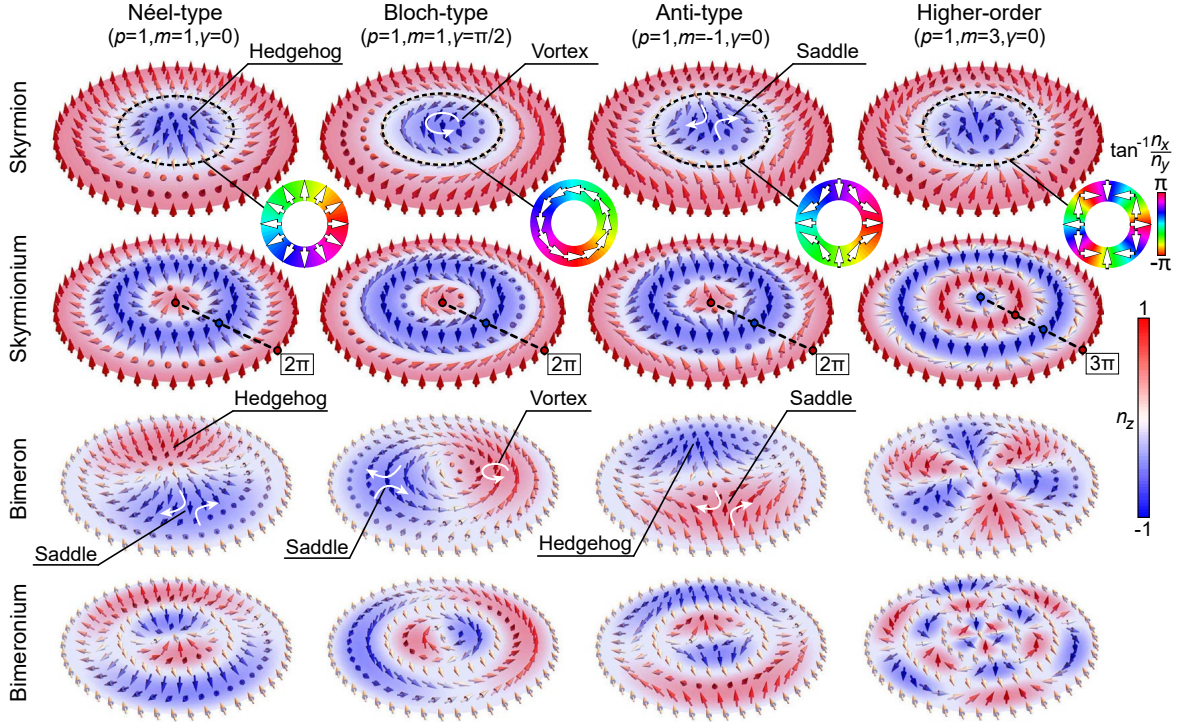 Néel-type
(p=1,m=1,γ=0)
Bloch-type
(p=1,m=1,γ=π/2)
Anti-type
(p=1,m=-1,γ=0)
Higher-order
(p=1,m=3,γ=0)
Skyrmion
Hedgehog
Vortex
Saddle
tan⁻¹ nₓ/n_y
π
-π
Skyrmionium
2π
2π
2π
3π
1
n_z
-1
Bimeron
Hedgehog
Saddle
Vortex
Saddle
Saddle
Hedgehog
Bimeronium